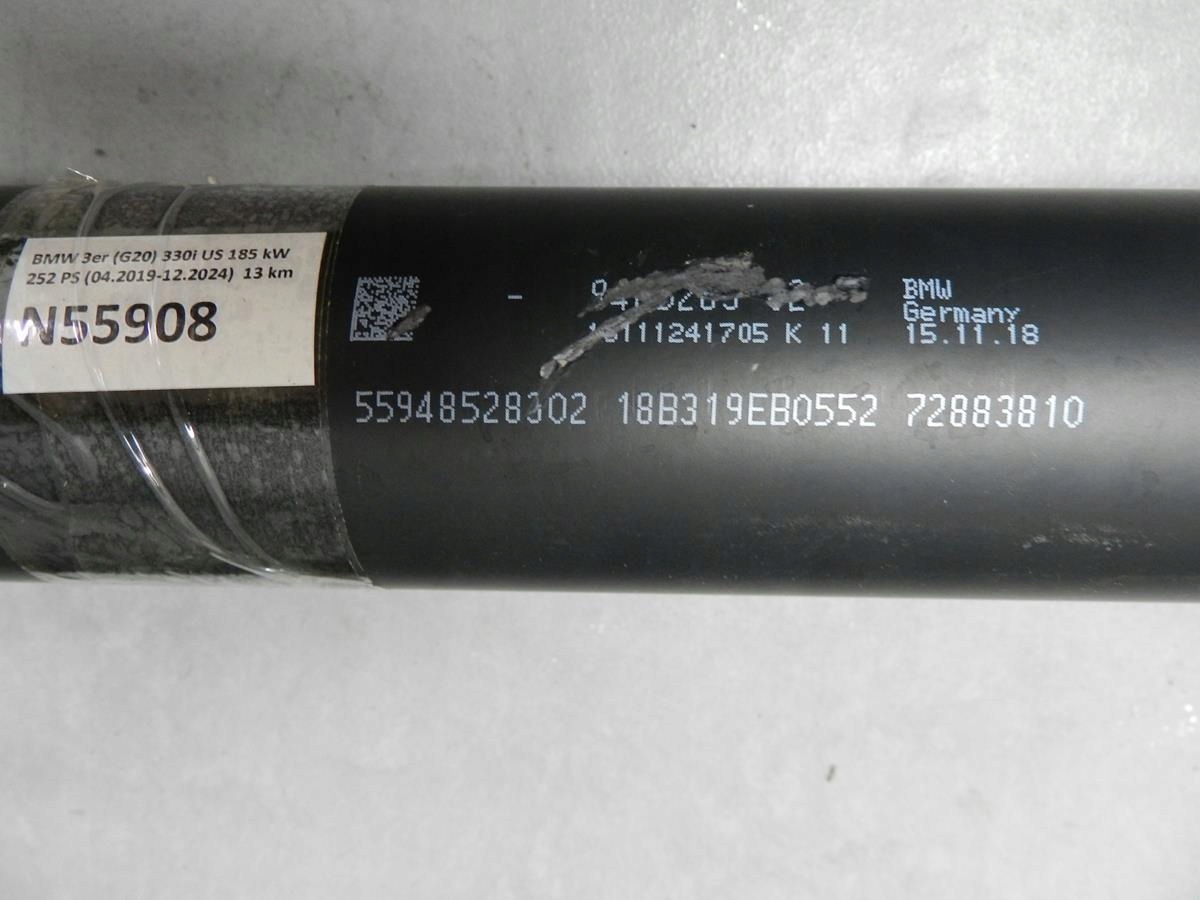 BMW 3er (G20) 330i US 185 kW
252 PS (04.2019-12.2024) 13 km
N55908
BMW
Germany
K 11
15.11.18
55948528302 18B319EB0552 72883810